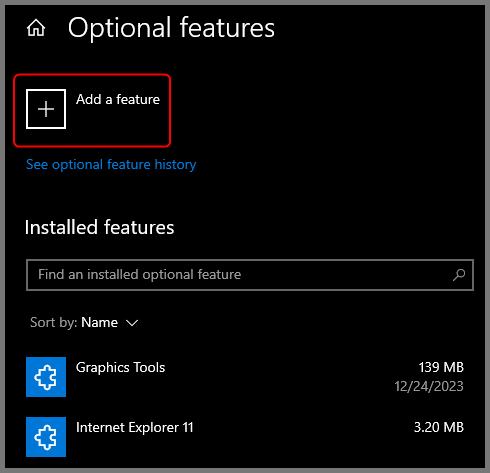 Optional features
Add a feature
See optional feature history
Installed features
Find an installed optional feature
Sort by: Name
Graphics Tools 139 MB
12/24/2023
Internet Explorer 11 3.20 MB